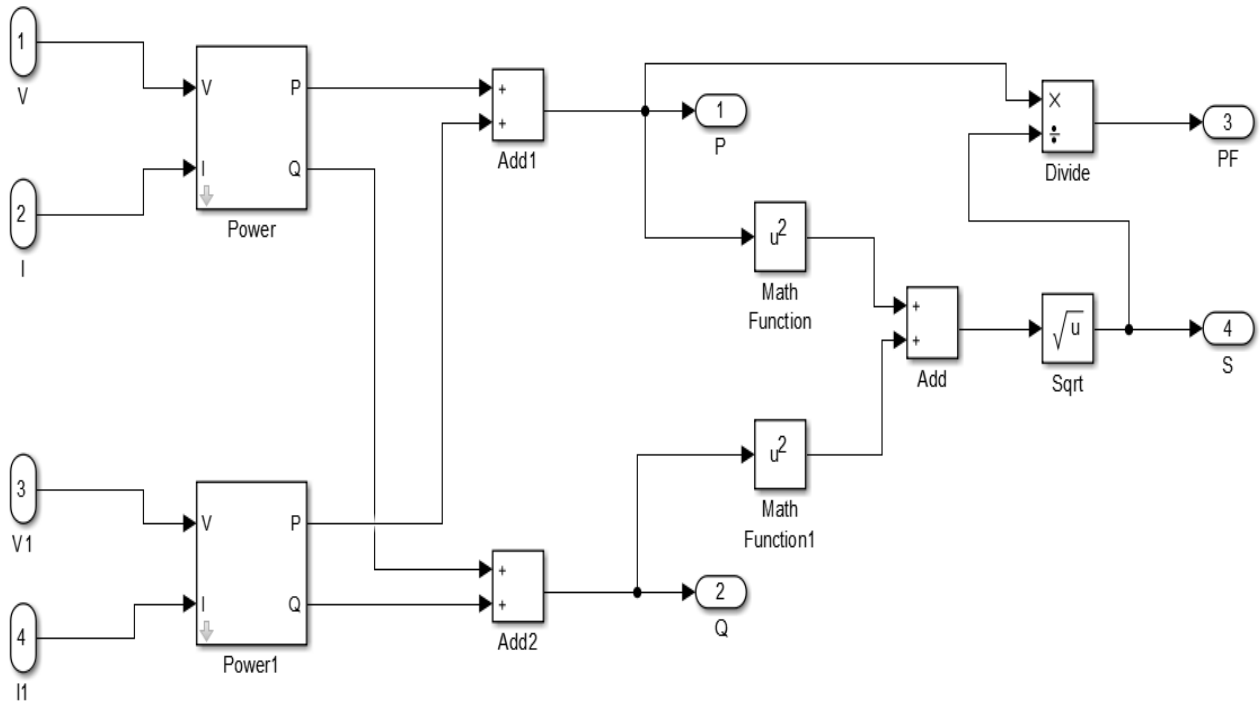 1
V
2
I
V
I
P
Q
Power
+
+
Add1
1
P
×
÷
Divide
3
PF
u²
Math
Function
+
+
Add
√u
Sqrt
4
S
3
V1
4
I1
V
I
P
Q
Power1
+
+
Add2
u²
Math
Function1
2
Q